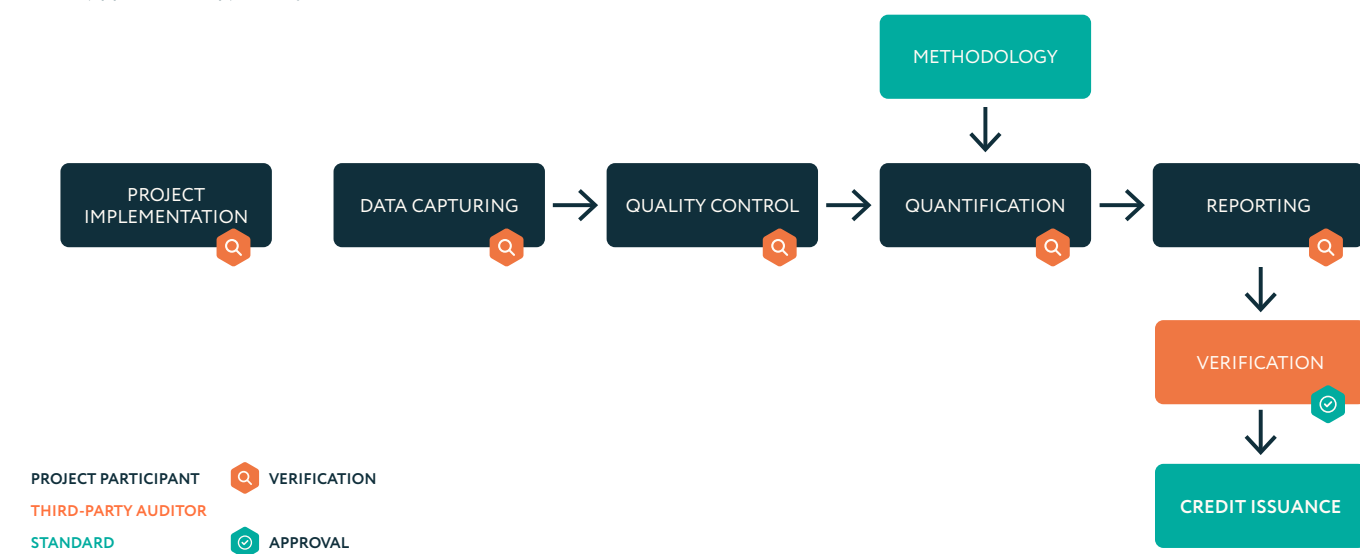 METHODOLOGY
PROJECT
IMPLEMENTATION
DATA CAPTURING
QUALITY CONTROL
QUANTIFICATION
REPORTING
VERIFICATION
CREDIT ISSUANCE
PROJECT PARTICIPANT
VERIFICATION
THIRD-PARTY AUDITOR
STANDARD
APPROVAL